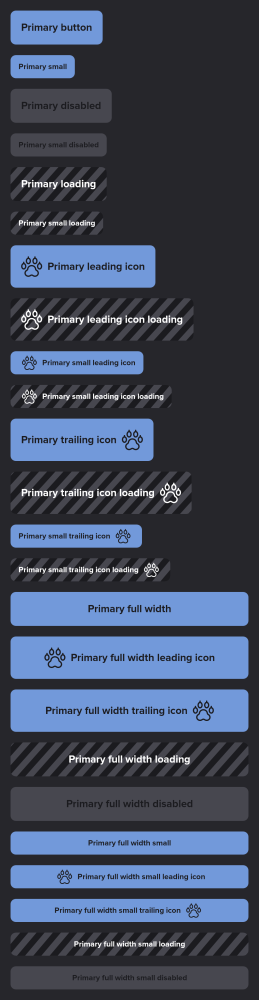 Primary button
Primary small
Primary disabled
Primary small disabled
Primary loading
Primary small loading
Primary leading icon
Primary leading icon loading
Primary small leading icon
Primary small leading icon loading
Primary trailing icon
Primary trailing icon loading
Primary small trailing icon
Primary small trailing icon loading
Primary full width
Primary full width leading icon
Primary full width trailing icon
Primary full width loading
Primary full width disabled
Primary full width small
Primary full width small leading icon
Primary full width small trailing icon
Primary full width small loading
Primary full width small disabled